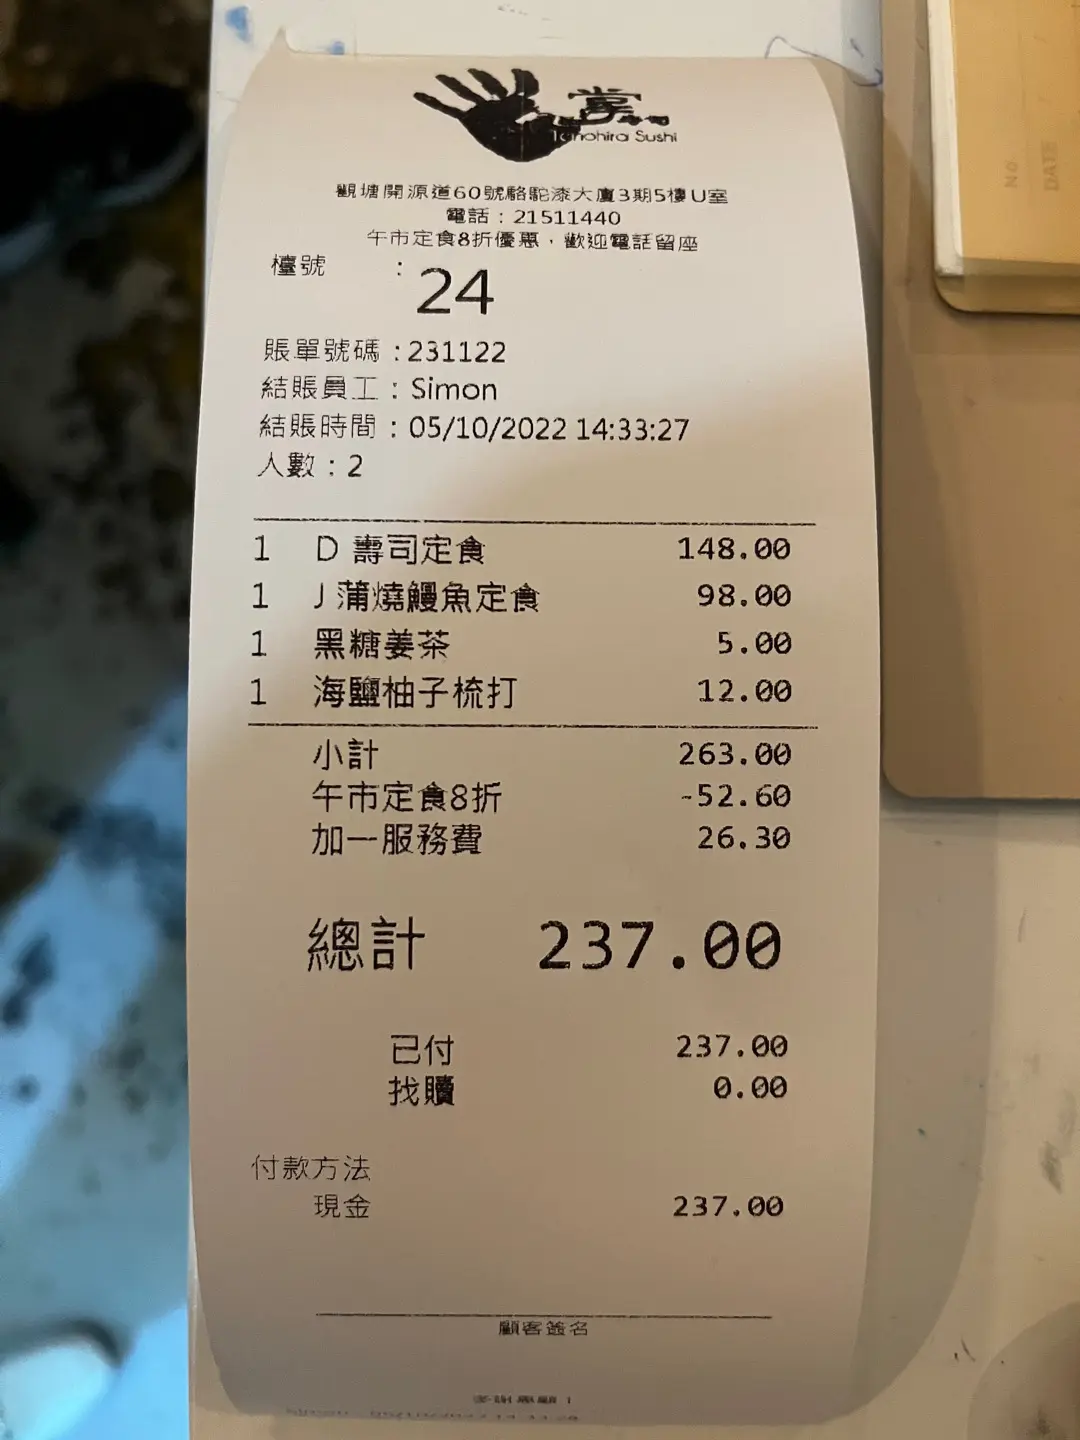 掌
Tenohira Sushi
觀塘開源道60號駱駝漆大廈3期5樓U室
電話：21511440
午市定食8折優惠，歡迎電話留座
檯號 : 24
賬單號碼 : 231122
結賬員工 : Simon
結賬時間 : 05/10/2022 14:33:27
人數 : 2
1 D 壽司定食 148.00
1 J 蒲燒鰻魚定食 98.00
1 黑糖姜茶 5.00
1 海鹽柚子梳打 12.00
小計 263.00
午市定食8折 -52.60
加一服務費 26.30
總計 237.00
已付 237.00
找贖 0.00
付款方法
現金 237.00
顧客簽名
多謝惠顧！
No
DATE